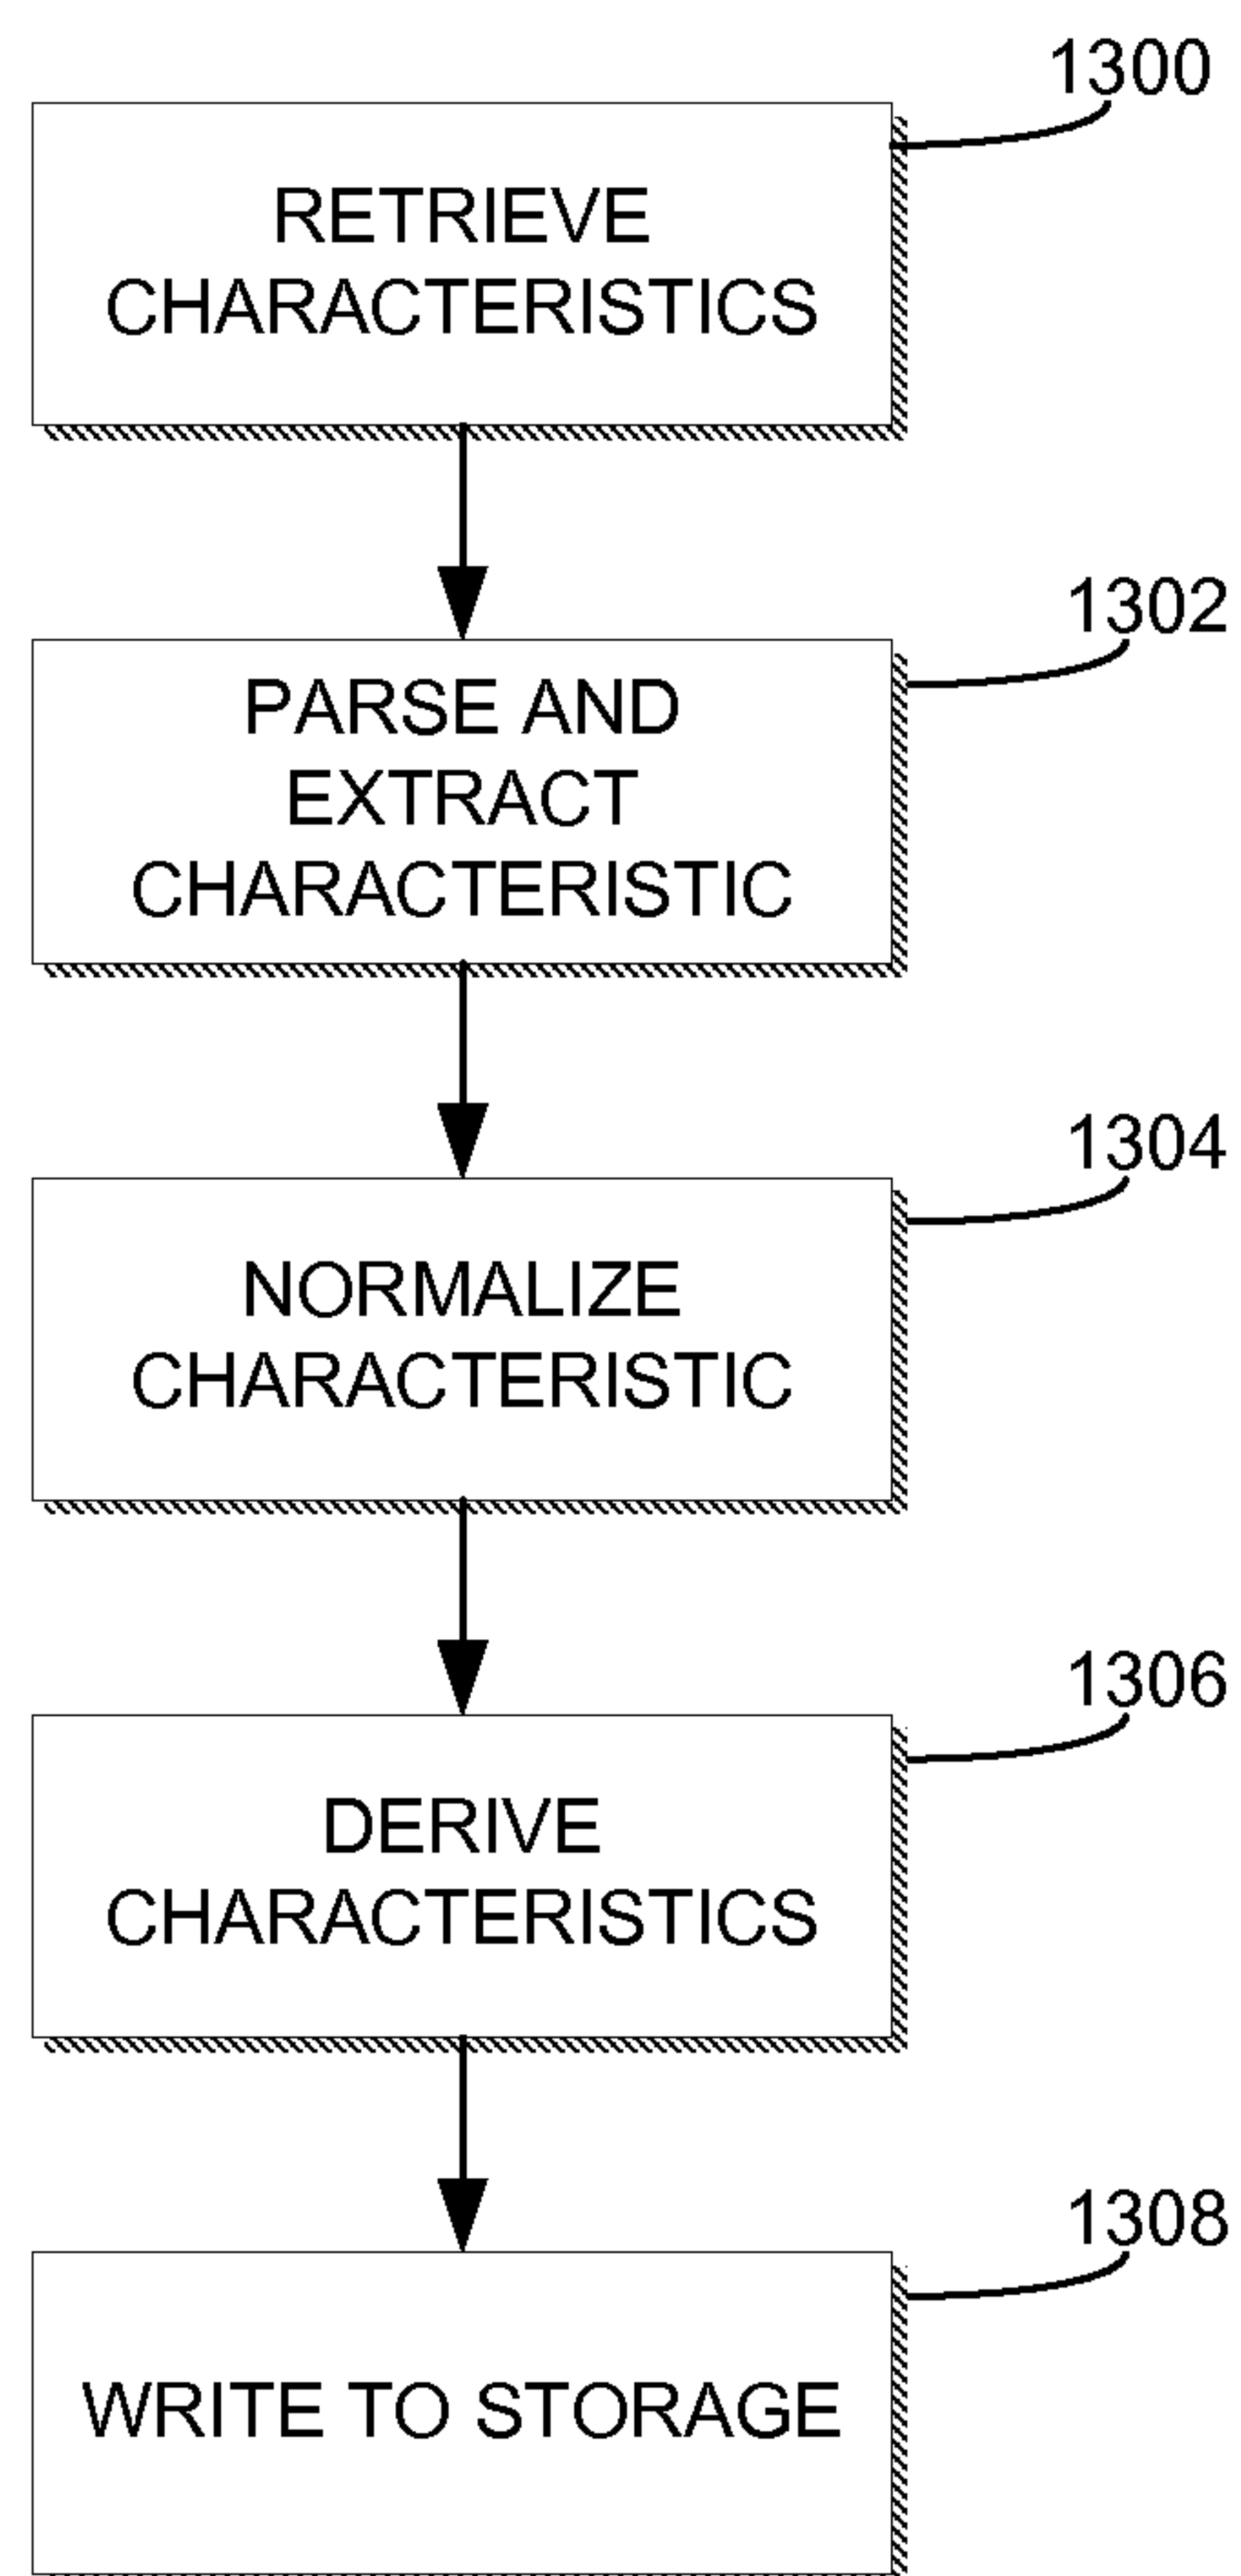 1300
RETRIEVE
CHARACTERISTICS
1302
PARSE AND
EXTRACT
CHARACTERISTIC
1304
NORMALIZE
CHARACTERISTIC
1306
DERIVE
CHARACTERISTICS
1308
WRITE TO STORAGE